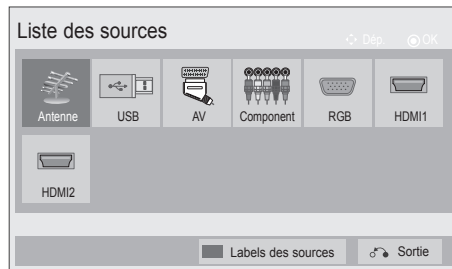 Liste des sources
Dép OK
Antenne USB AV Component RGB HDMI1
HDMI2
Labels des sources Sortie